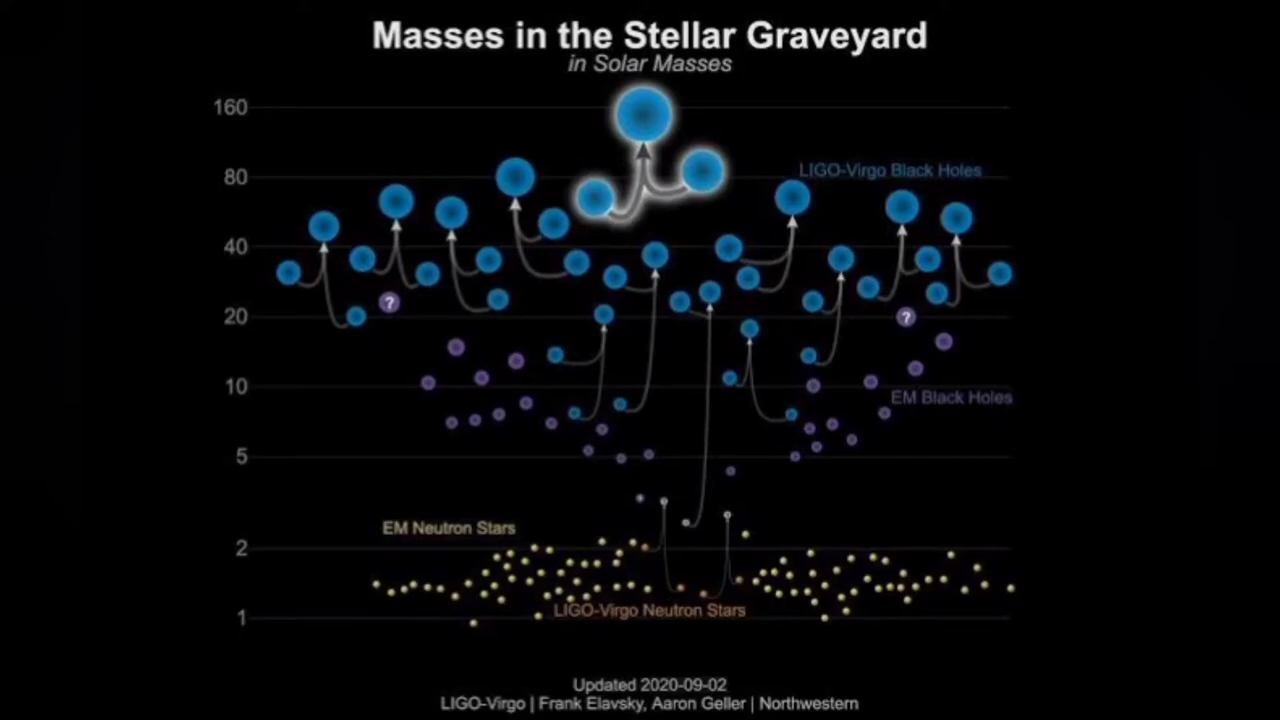 Masses in the Stellar Graveyard
in Solar Masses
160
LIGO-Virgo Black Holes
80
40
?
?
20
10
EM Black Holes
5
EM Neutron Stars
2
LIGO-Virgo Neutron Stars
1
Updated 2020-09-02
LIGO-Virgo | Frank Elavsky, Aaron Geller | Northwestern